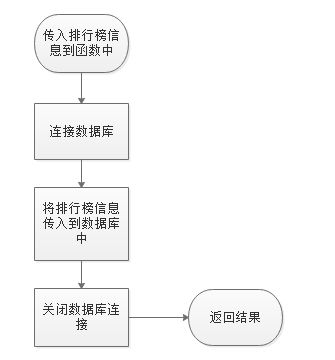 传入排行榜信
息到函数中
连接数据库
将排行榜信息
传入到数据库
中
关闭数据库连
接
返回结果